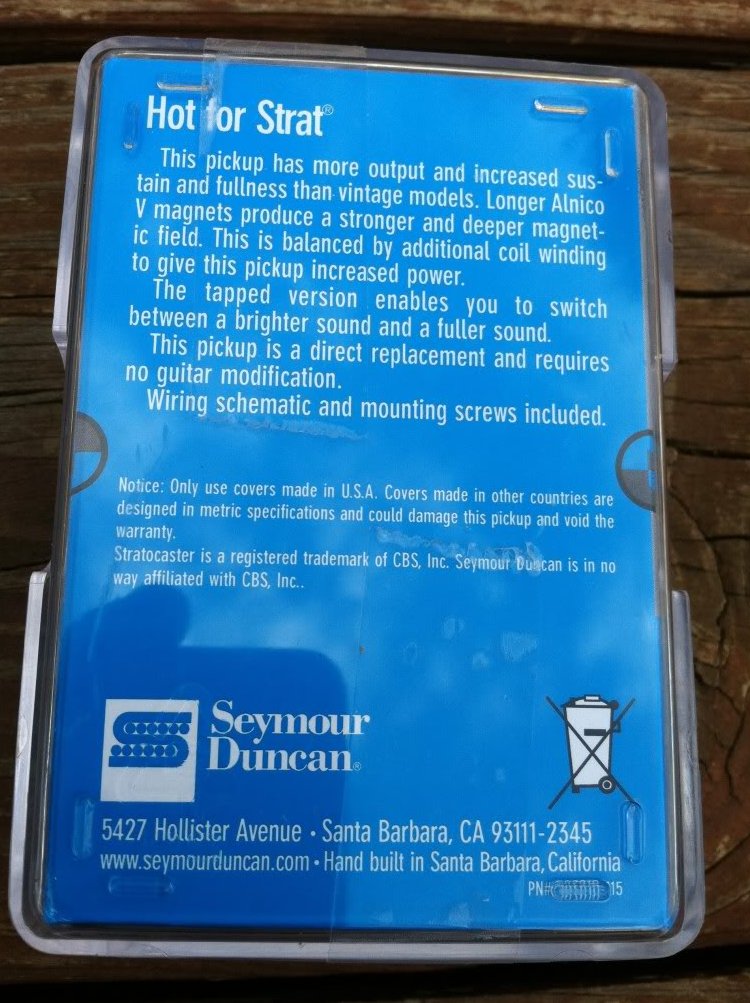 Hot for Strat®
This pickup has more output and increased sus-
tain and fullness than vintage models. Longer Alnico
V magnets produce a stronger and deeper magnet-
ic field. This is balanced by additional coil winding
to give this pickup increased power.
The tapped version enables you to switch
between a brighter sound and a fuller sound.
This pickup is a direct replacement and requires
no guitar modification.
Wiring schematic and mounting screws included.
Notice: Only use covers made in U.S.A. Covers made in other countries are
designed in metric specifications and could damage this pickup and void the
warranty.
Stratocaster is a registered trademark of CBS, Inc. Seymour Duncan is in no
way affiliated with CBS, Inc..
Seymour
Duncan®
5427 Hollister Avenue • Santa Barbara, CA 93111-2345
www.seymourduncan.com • Hand built in Santa Barbara, California